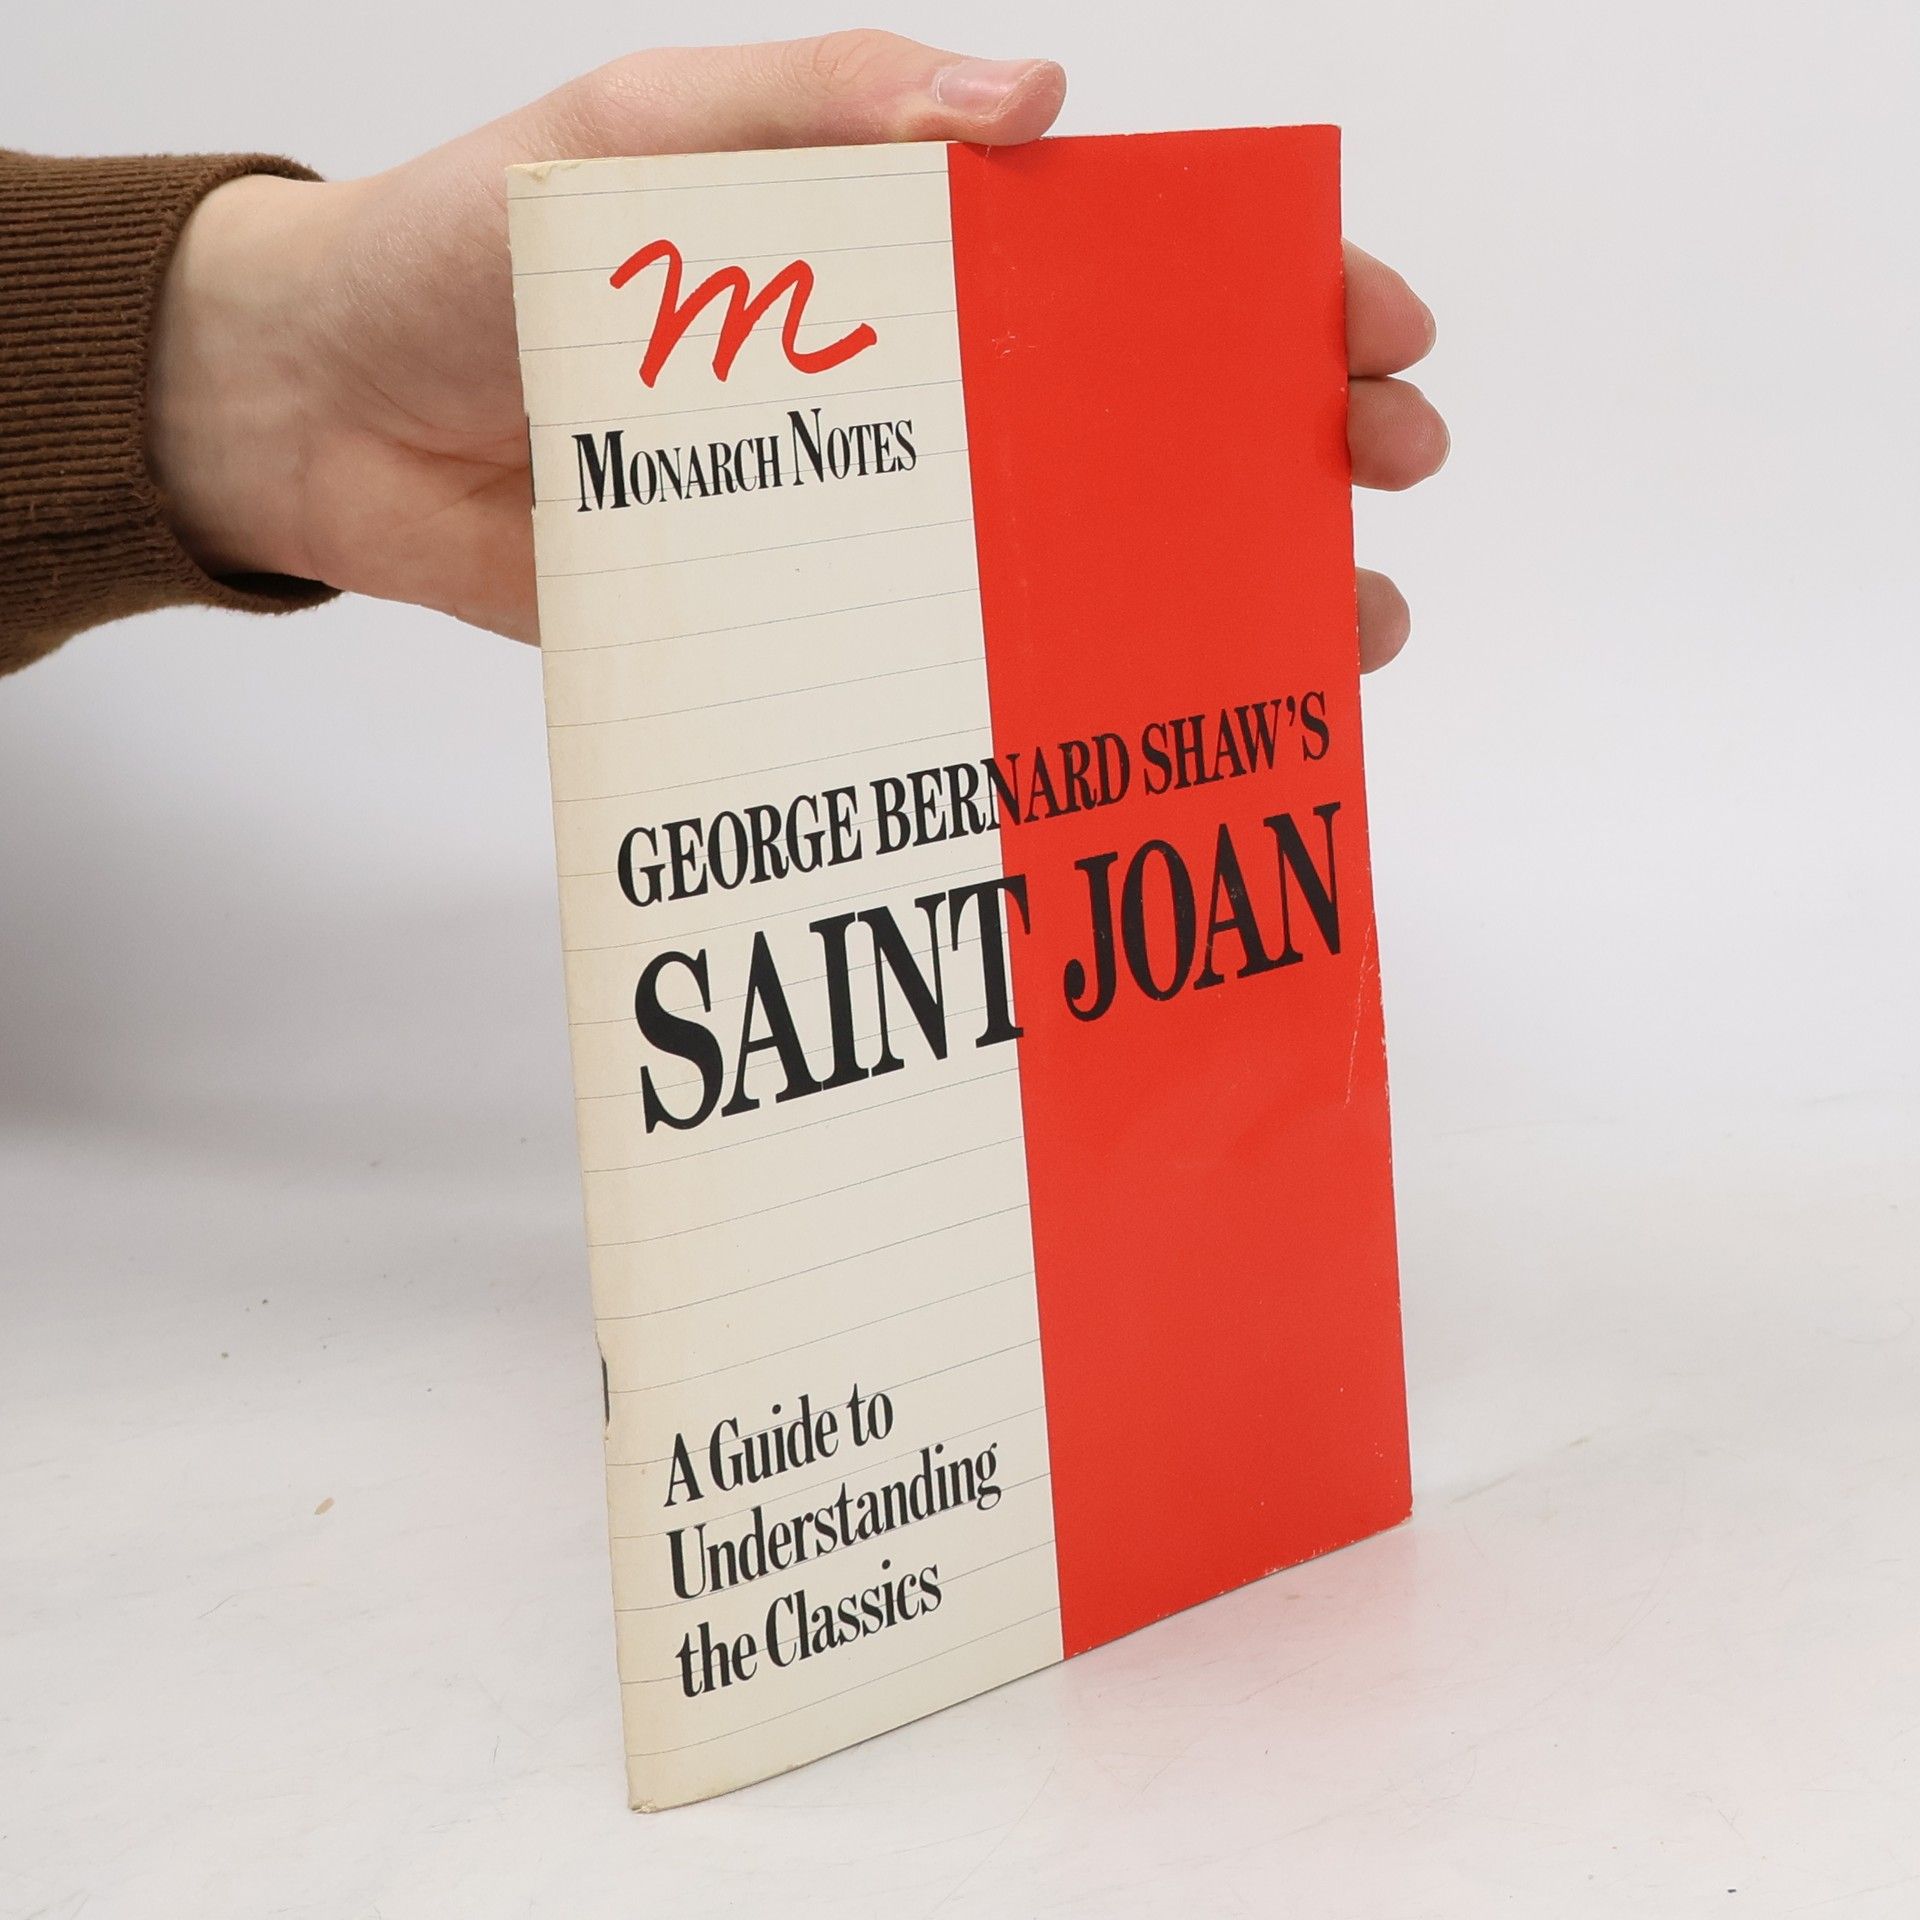 m
MONARCH NOTES
GEORGE BERNARD SHAW'S
SAINT JOAN
A Guide to
Understanding
the Classics